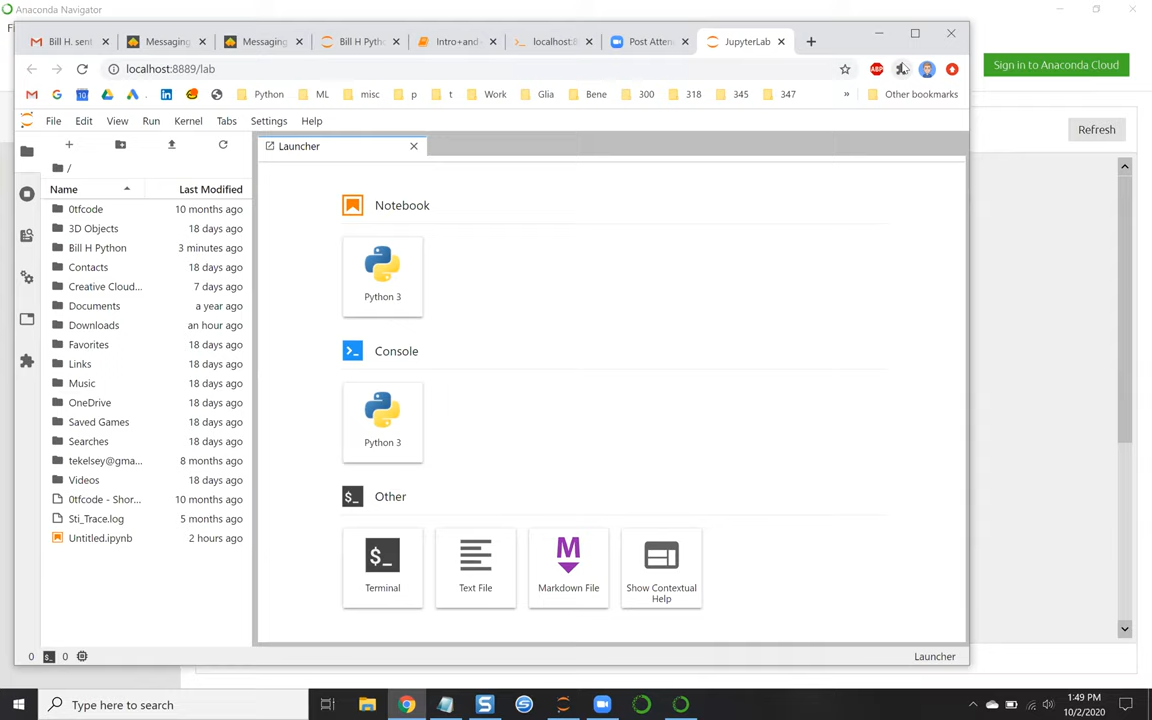 Anaconda Navigator
Sign in to Anaconda Cloud
Refresh
Bill H. sent
Messaging
Messaging
Bill H Pytho
Intro+and
localhost:8
Post Atten
JupyterLab
localhost:8889/lab
ABP
Python
ML
misc
p
t
Work
Glia
Bene
300
318
345
347
»
Other bookmarks
File
Edit
View
Run
Kernel
Tabs
Settings
Help
Launcher
/
Name
Last Modified
0tfcode 10 months ago
3D Objects 18 days ago
Bill H Python 3 minutes ago
Contacts 18 days ago
Creative Cloud... 7 days ago
Documents a year ago
Downloads an hour ago
Favorites 18 days ago
Links 18 days ago
Music 18 days ago
OneDrive 18 days ago
Saved Games 18 days ago
Searches 18 days ago
tekelsey@gma... 8 months ago
Videos 18 days ago
0tfcode - Shor... 10 months ago
Sti_Trace.log 5 months ago
Untitled.ipynb 2 hours ago
Notebook
Python 3
Console
Python 3
$_ Other
$_
Terminal
Text File
M
Markdown File
Show Contextual
Help
0 $_ 0
Launcher
Type here to search
1:49 PM
10/2/2020